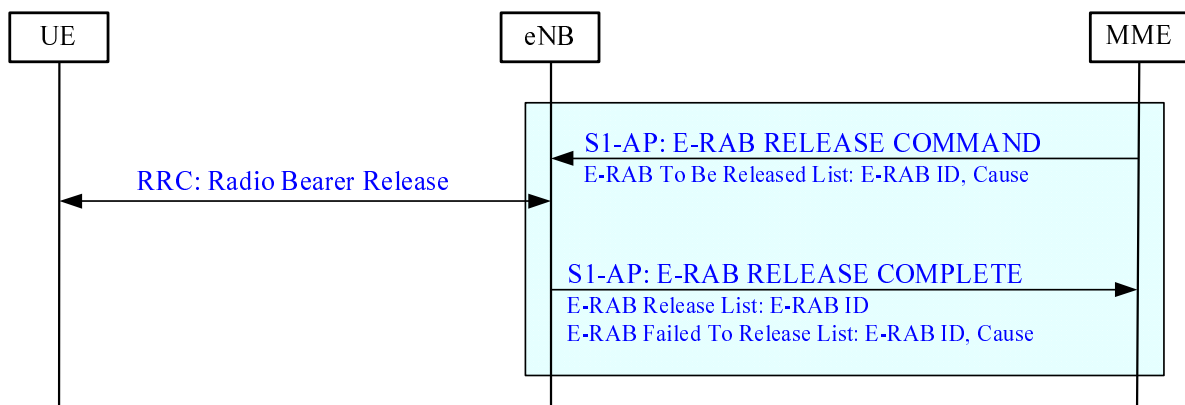 UE
eNB
MME
S1-AP: E-RAB RELEASE COMMAND
E-RAB To Be Released List: E-RAB ID, Cause
RRC: Radio Bearer Release
S1-AP: E-RAB RELEASE COMPLETE
E-RAB Release List: E-RAB ID
E-RAB Failed To Release List: E-RAB ID, Cause